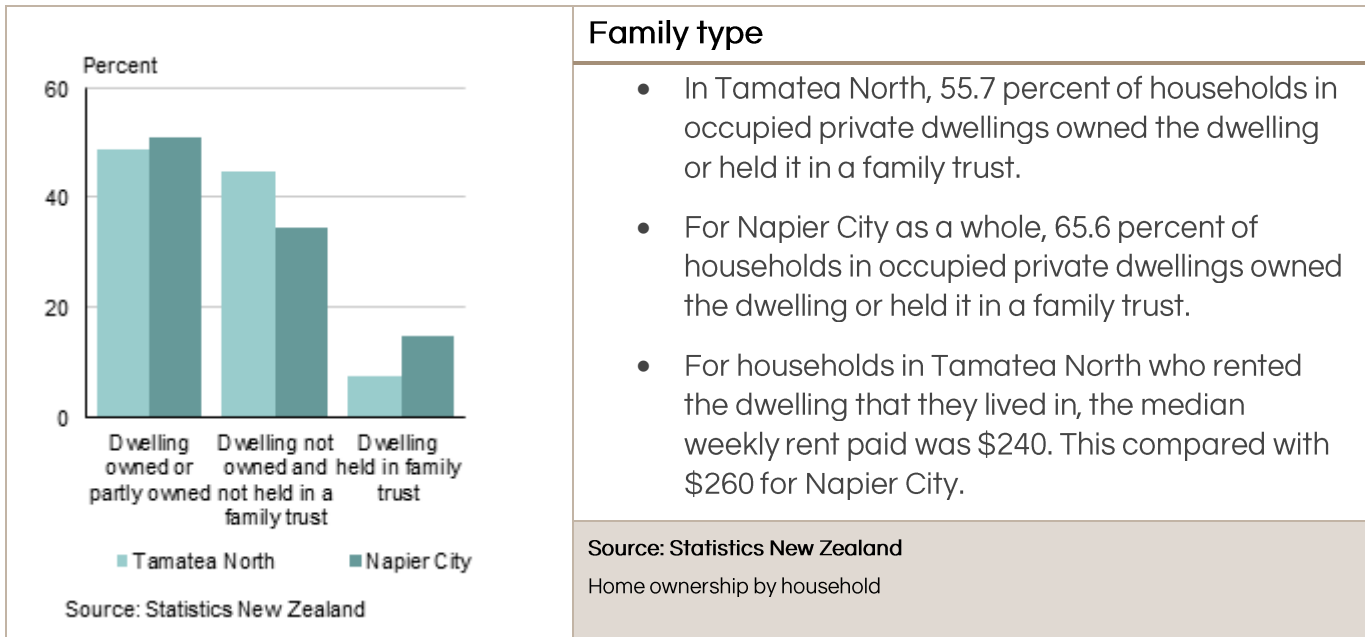 Percent
60
40
20
0
Dwelling owned or partly owned
Dwelling not owned and not held in a family trust
Dwelling held in family trust
Tamatea North
Napier City
Source: Statistics New Zealand
Family type
• In Tamatea North, 55.7 percent of households in
occupied private dwellings owned the dwelling
or held it in a family trust.
• For Napier City as a whole, 65.6 percent of
households in occupied private dwellings owned
the dwelling or held it in a family trust.
• For households in Tamatea North who rented
the dwelling that they lived in, the median
weekly rent paid was $240. This compared with
$260 for Napier City.
Source: Statistics New Zealand
Home ownership by household